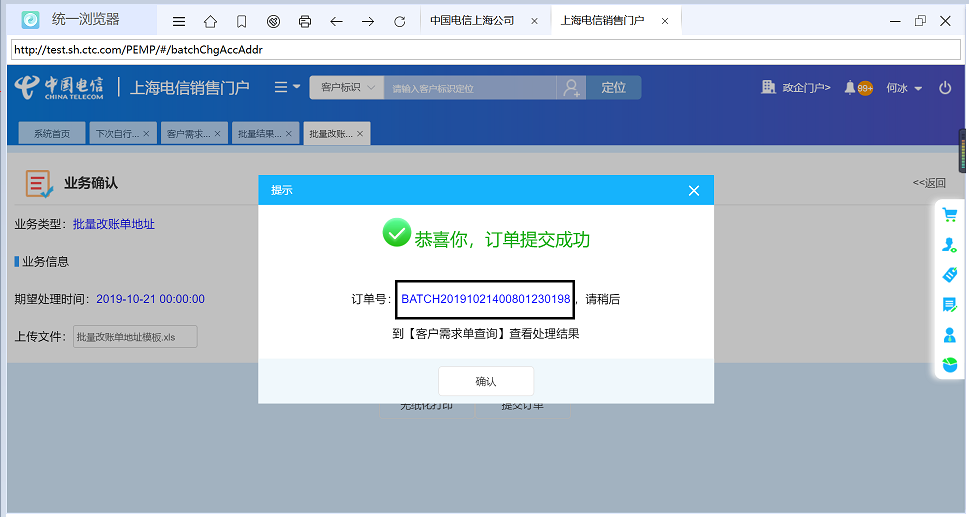 统一浏览器
中国电信上海公司 ×
上海电信销售门户 ×
http://test.sh.ctc.com/PEMP/#/batchChgAccAddr
中国电信
CHINA TELECOM
上海电信销售门户
客户标识
请输入客户标识定位
定位
政企门户>
99+
何冰
系统首页
下次自行... ×
客户需求... ×
批量结果... ×
批量改账... ×
业务确认
<<返回
业务类型：批量改账单地址
业务信息
期望处理时间：2019-10-21 00:00:00
上传文件：批量改账单地址模板.xls
提示
恭喜你，订单提交成功
订单号：BATCH20191021400801230198，请稍后
到【客户需求单查询】查看处理结果
确认
无纸化打印
提交订单